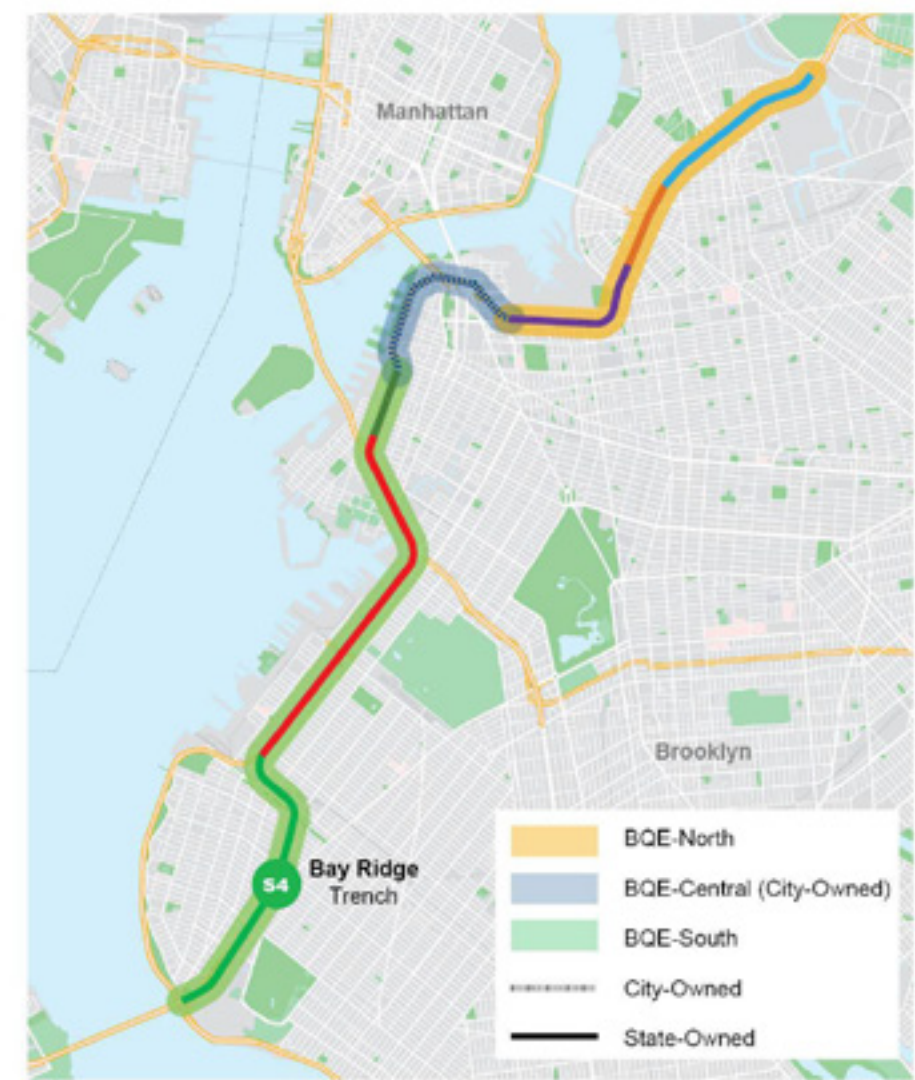 Manhattan
Brooklyn
S4
Bay Ridge
Trench
BQE-North
BQE-Central (City-Owned)
BQE-South
City-Owned
State-Owned